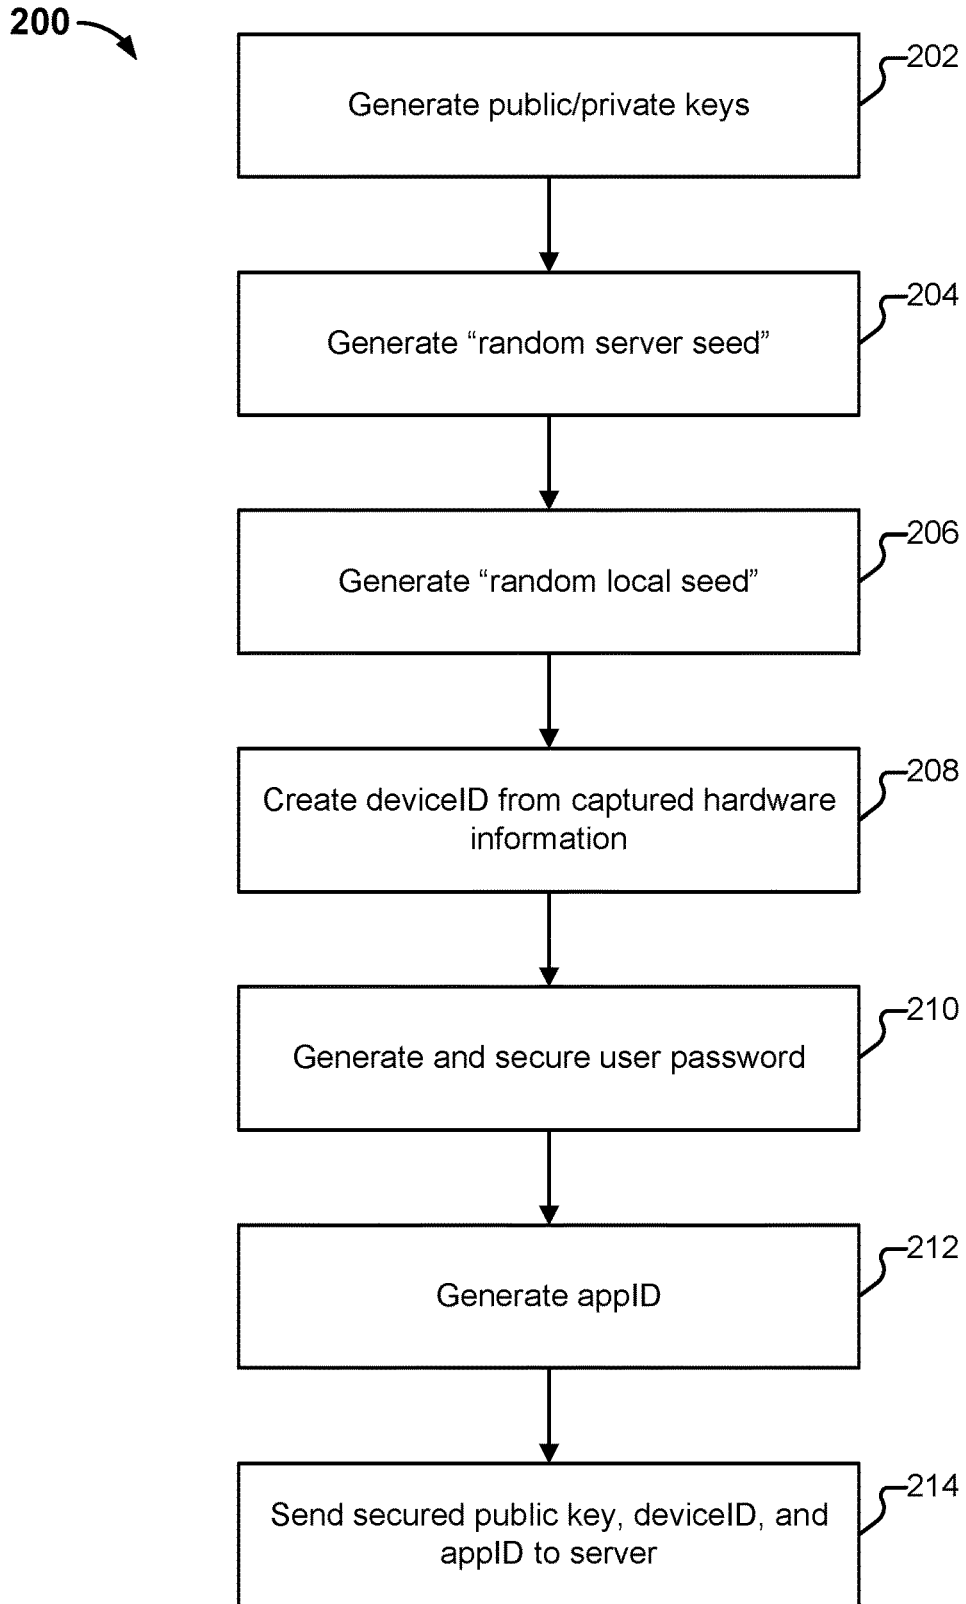 200
202
Generate public/private keys
204
Generate “random server seed”
206
Generate “random local seed”
208
Create deviceID from captured hardware
information
210
Generate and secure user password
212
Generate appID
214
Send secured public key, deviceID, and
appID to server